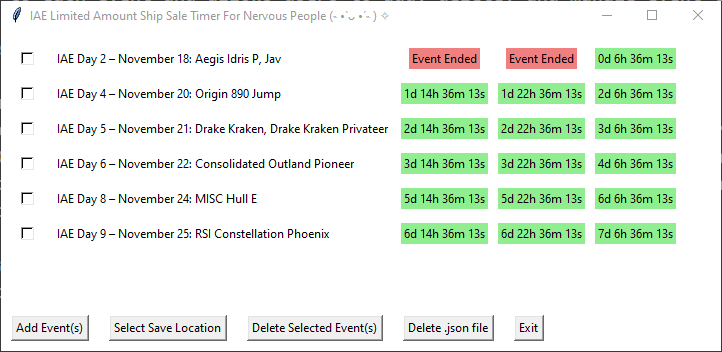 IAE Limited Amount Ship Sale Timer For Nervous People (˵ •̀ ᴗ •́ ˵ ) ✧
IAE Day 2 – November 18: Aegis Idris P, Jav Event Ended Event Ended 0d 6h 36m 13s
IAE Day 4 – November 20: Origin 890 Jump 1d 14h 36m 13s 1d 22h 36m 13s 2d 6h 36m 13s
IAE Day 5 – November 21: Drake Kraken, Drake Kraken Privateer 2d 14h 36m 13s 2d 22h 36m 13s 3d 6h 36m 13s
IAE Day 6 – November 22: Consolidated Outland Pioneer 3d 14h 36m 13s 3d 22h 36m 13s 4d 6h 36m 13s
IAE Day 8 – November 24: MISC Hull E 5d 14h 36m 13s 5d 22h 36m 13s 6d 6h 36m 13s
IAE Day 9 – November 25: RSI Constellation Phoenix 6d 14h 36m 13s 6d 22h 36m 13s 7d 6h 36m 13s
Add Event(s) Select Save Location Delete Selected Event(s) Delete .json file Exit